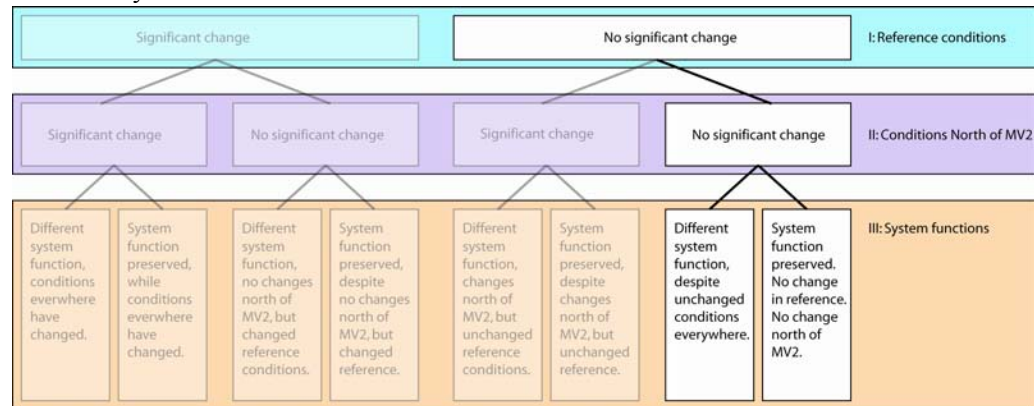 Significant change
No significant change
I: Reference conditions
Significant change
No significant change
Significant change
No significant change
II: Conditions North of MV2
Different
system
function,
conditions
everwhere
have
changed.
System
function
preserved,
while
conditions
everwhere
have
changed.
Different
system
function,
no changes
north of
MV2, but
changed
reference
conditions.
System
function
preserved,
despite
no changes
north of
MV2, but
changed
reference.
Different
system
function,
changes
north of
MV2, but
unchanged
reference
conditions.
System
function
preserved,
despite
changes
north of
MV2, but
unchanged
reference.
Different
system
function,
despite
unchanged
conditions
everywhere.
System
function
preserved.
No change
in reference.
No change
north of
MV2.
III: System functions